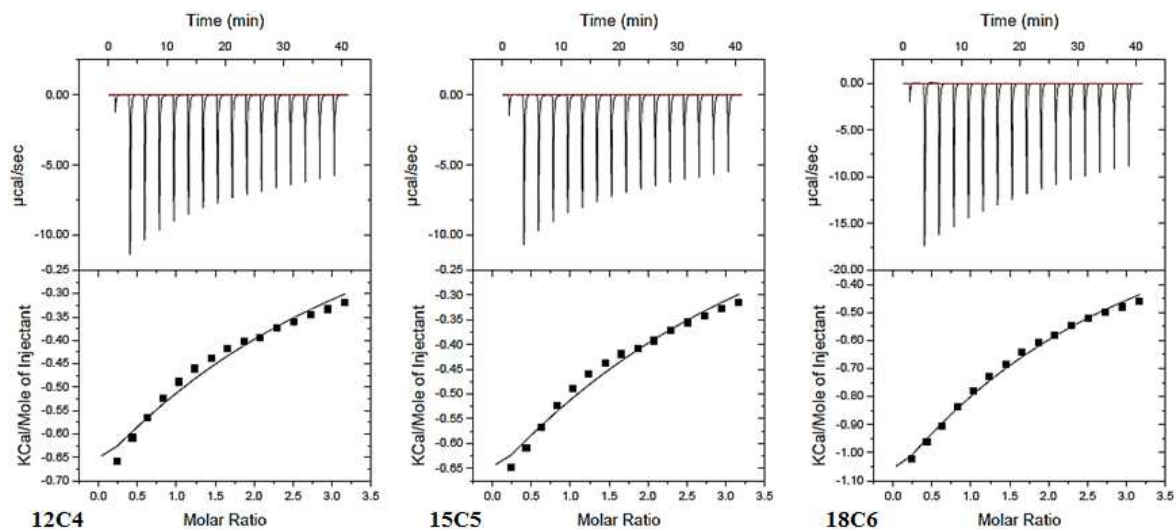 Time (min)
0 10 20 30 40
0.00
-5.00
-10.00
µcal/sec
-0.25
-0.30
-0.35
-0.40
-0.45
-0.50
-0.55
-0.60
-0.65
-0.70
KCal/Mole of Injectant
0.0 0.5 1.0 1.5 2.0 2.5 3.0 3.5
Molar Ratio
12C4
Time (min)
0 10 20 30 40
0.00
-5.00
-10.00
µcal/sec
-0.25
-0.30
-0.35
-0.40
-0.45
-0.50
-0.55
-0.60
-0.65
KCal/Mole of Injectant
0.0 0.5 1.0 1.5 2.0 2.5 3.0 3.5
Molar Ratio
15C5
Time (min)
0 10 20 30 40
0.00
-5.00
-10.00
-15.00
-20.00
µcal/sec
-0.40
-0.50
-0.60
-0.70
-0.80
-0.90
-1.00
-1.10
KCal/Mole of Injectant
0.0 0.5 1.0 1.5 2.0 2.5 3.0 3.5
Molar Ratio
18C6